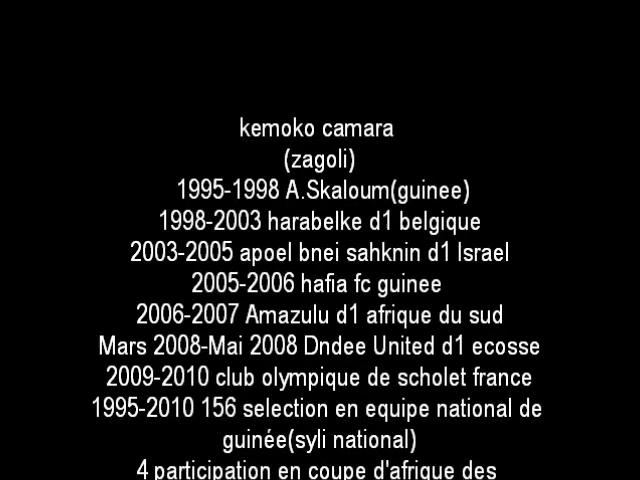 kemoko camara
(zagoli)
1995-1998 A.Skaloum(guinee)
1998-2003 harabelke d1 belgique
2003-2005 apoel bnei sahknin d1 Israel
2005-2006 hafia fc guinee
2006-2007 Amazulu d1 afrique du sud
Mars 2008-Mai 2008 Dndee United d1 ecosse
2009-2010 club olympique de scholet france
1995-2010 156 selection en equipe national de
guinée(syli national)
4 participation en coupe d'afrique des